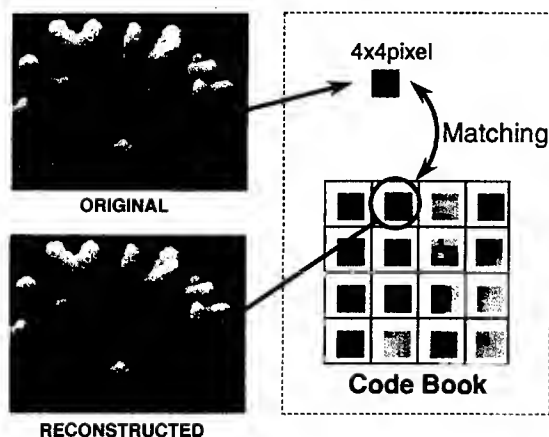 4x4pixel
Matching
ORIGINAL
Code Book
RECONSTRUCTED